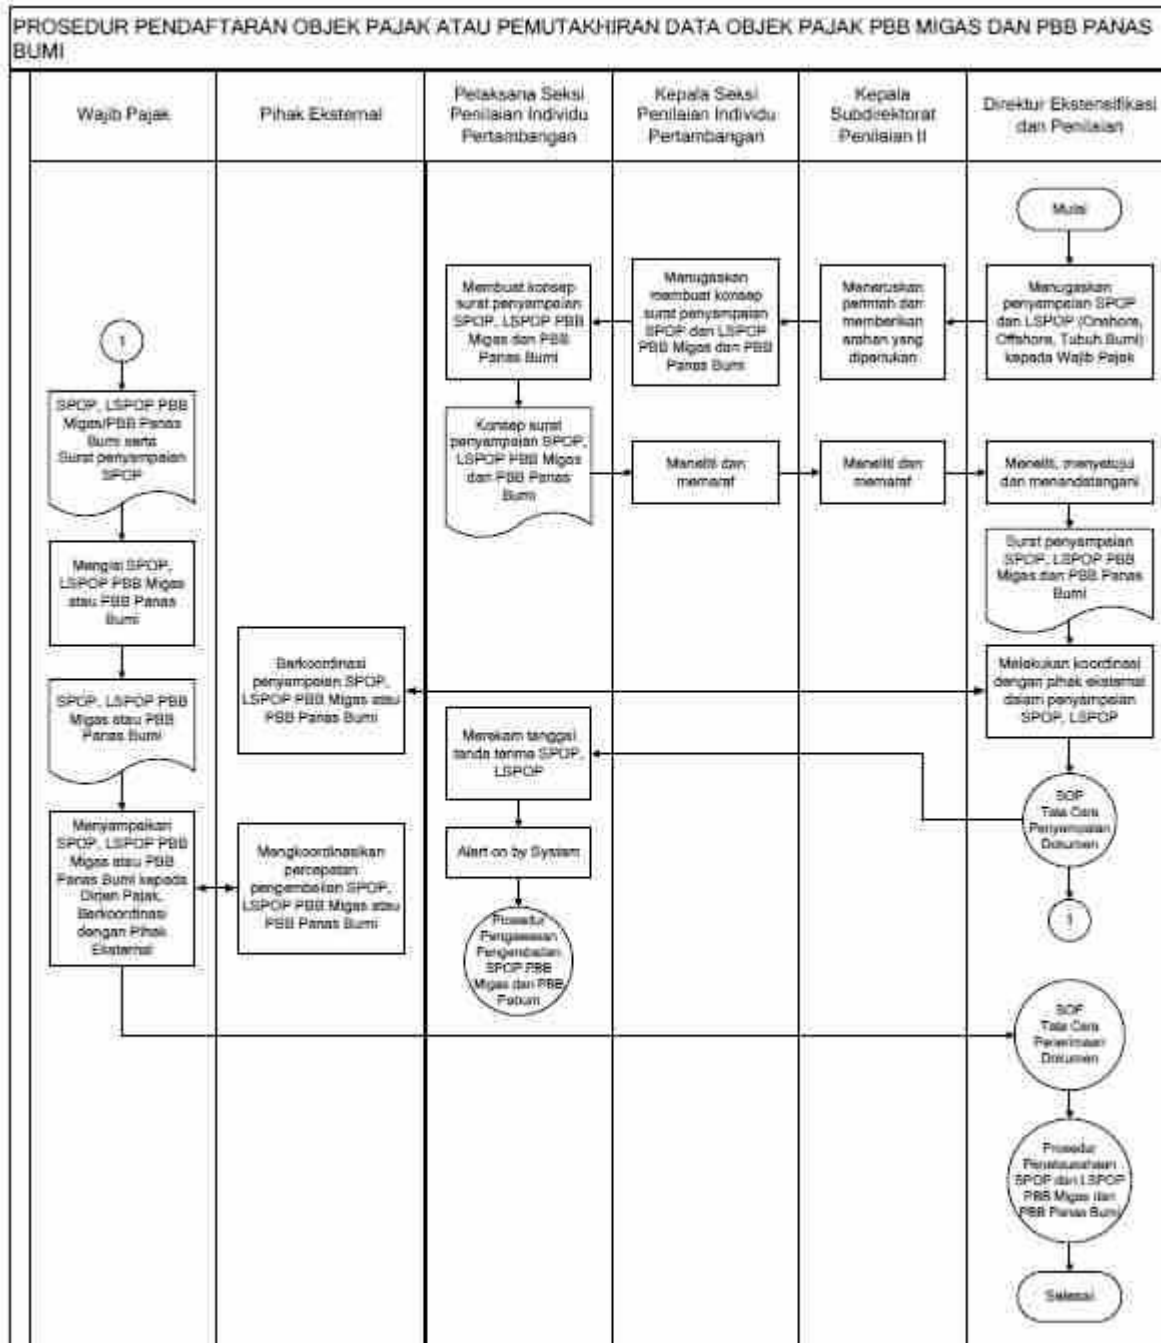 PROSEDUR PENDAFTARAN OBJEK PAJAK ATAU PEMUTAKHIRAN DATA OBJEK PAJAK PBB MIGAS DAN PBB PANAS
BUMI
Wajib Pajak
Pihak Eksternal
Pelaksana Seksi
Penilaian Individu
Pertambangan
Kepala Seksi
Penilaian Individu
Pertambangan
Kepala
Subdirektorat
Penilaian II
Direktur Ekstensifikasi
dan Penilaian
Mulai
Menugaskan
penyampaian SPOP
dan LSPOP (Onshore,
Offshore, Tubuh Bumi)
kepada Wajib Pajak
Meneruskan
perintah dan
memberikan
arahan yang
diperlukan
Menugaskan
membuat konsep
surat penyampaian
SPOP dan LSPOP
PBB Migas dan PBB
Panas Bumi
Membuat konsep
surat penyampaian
SPOP, LSPOP PBB
Migas dan PBB
Panas Bumi
Konsep surat
penyampaian SPOP,
LSPOP PBB Migas
dan PBB Panas
Bumi
Meneliti dan
memaraf
Meneliti dan
memaraf
Meneliti, menyetujui
dan menandatangani
Surat penyampaian
SPOP, LSPOP PBB
Migas dan PBB Panas
Bumi
Melakukan koordinasi
dengan pihak eksternal
dalam penyampaian
SPOP, LSPOP
Berkoordinasi
penyampaian SPOP,
LSPOP PBB Migas atau
PBB Panas Bumi
SOP
Tata Cara
Penyampaian
Dokumen
1
Merekam tanggal
tanda terima SPOP,
LSPOP
Alert on by System
Prosedur
Pengawasan
Pengembalian
SPOP PBB
Migas dan PBB
Pabum
1
SPOP, LSPOP PBB
Migas/PBB Panas
Bumi serta
Surat penyampaian
SPOP
Mengisi SPOP,
LSPOP PBB Migas
atau PBB Panas
Bumi
SPOP, LSPOP PBB
Migas atau PBB
Panas Bumi
Menyampaikan
SPOP, LSPOP PBB
Migas atau PBB
Panas Bumi kepada
Dirjen Pajak,
Berkoordinasi
dengan Pihak
Eksternal
Mengkoordinasikan
percepatan
pengembalian SPOP,
LSPOP PBB Migas atau
PBB Panas Bumi
SOP
Tata Cara
Penerimaan
Dokumen
Prosedur
Penatausahaan
SPOP dan LSPOP
PBB Migas dan
PBB Panas Bumi
Selesai